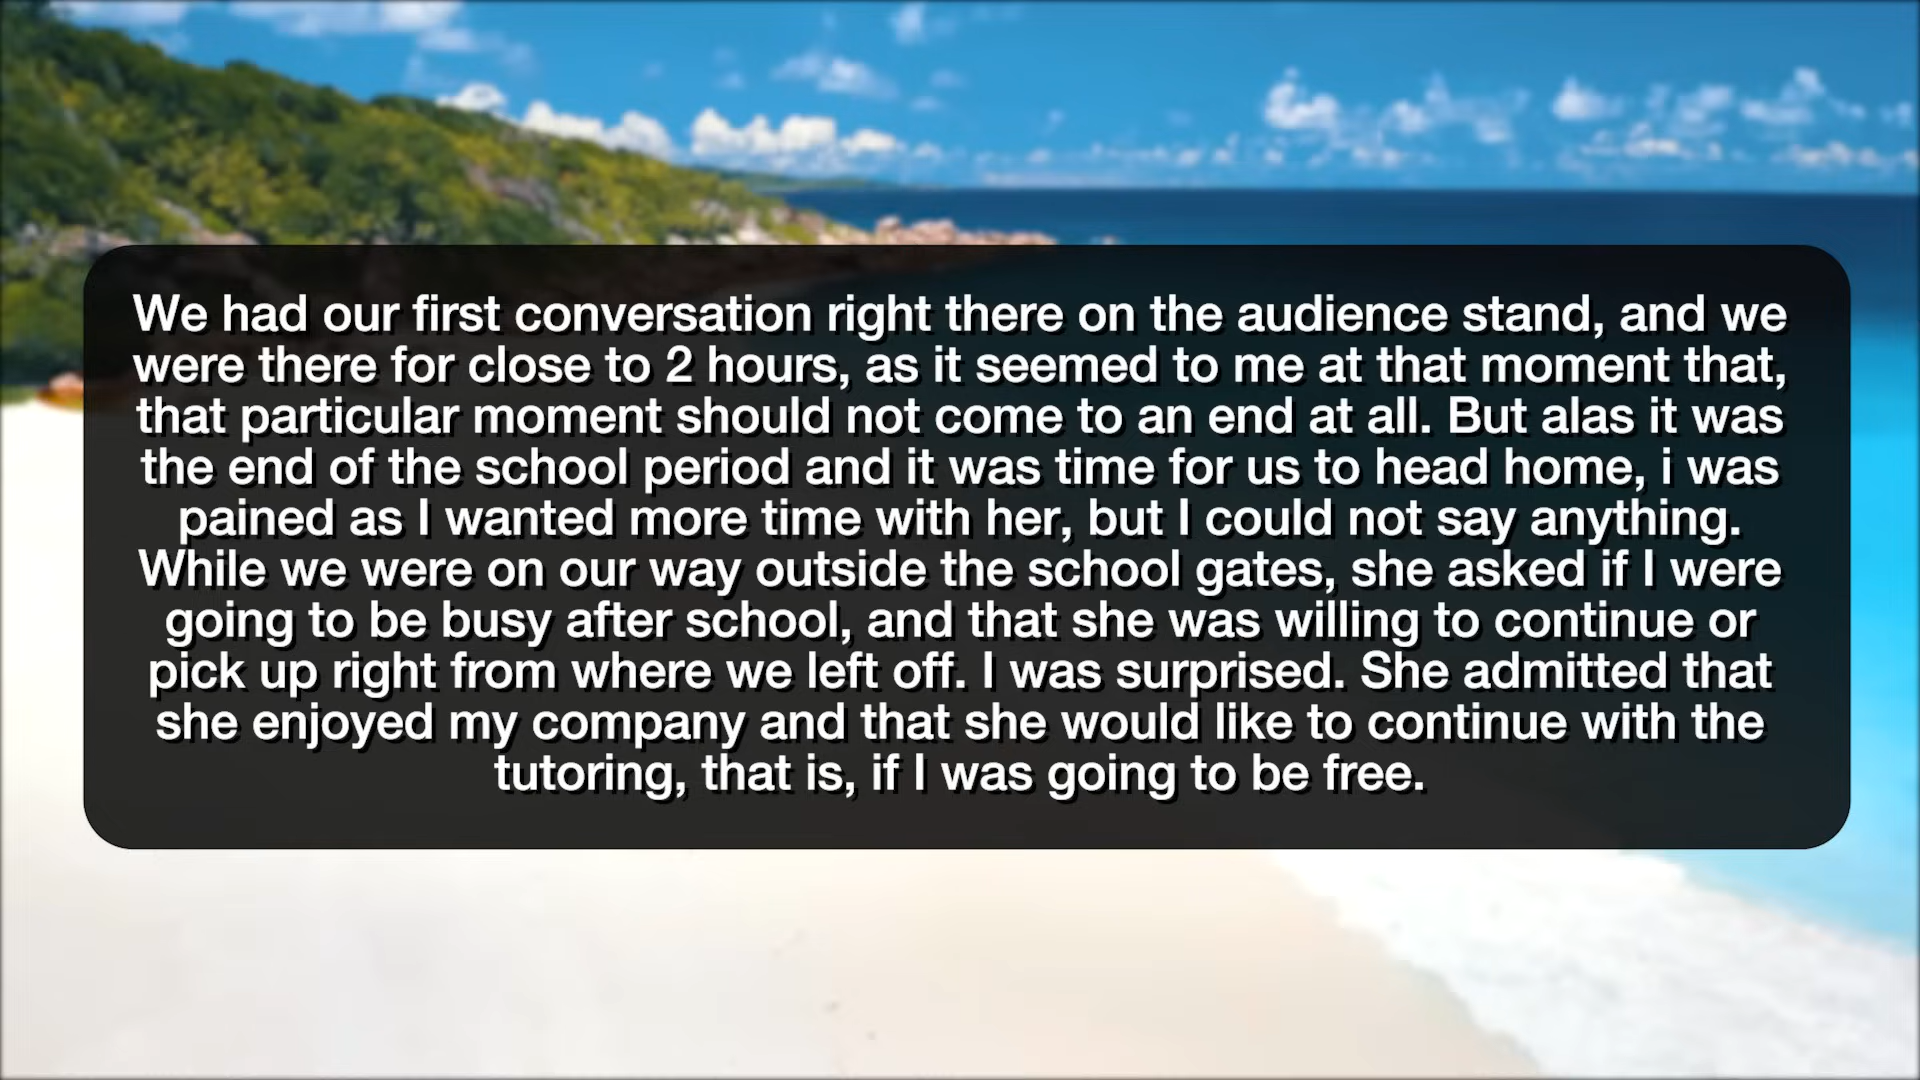 We had our first conversation right there on the audience stand, and we
were there for close to 2 hours, as it seemed to me at that moment that,
that particular moment should not come to an end at all. But alas it was
the end of the school period and it was time for us to head home, i was
pained as I wanted more time with her, but I could not say anything.
While we were on our way outside the school gates, she asked if I were
going to be busy after school, and that she was willing to continue or
pick up right from where we left off. I was surprised. She admitted that
she enjoyed my company and that she would like to continue with the
tutoring, that is, if I was going to be free.